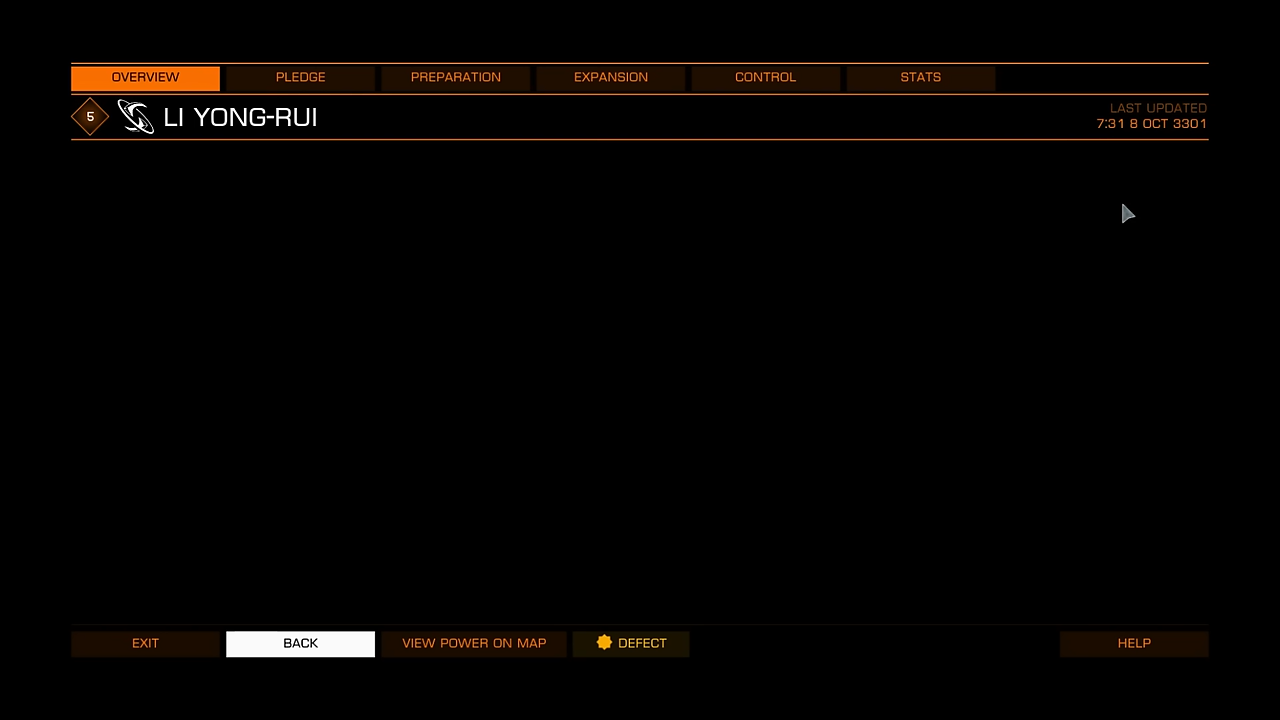 OVERVIEW PLEDGE PREPARATION EXPANSION CONTROL STATS
5 LI YONG-RUI
LAST UPDATED
7:31 8 OCT 3301
EXIT BACK VIEW POWER ON MAP DEFECT HELP